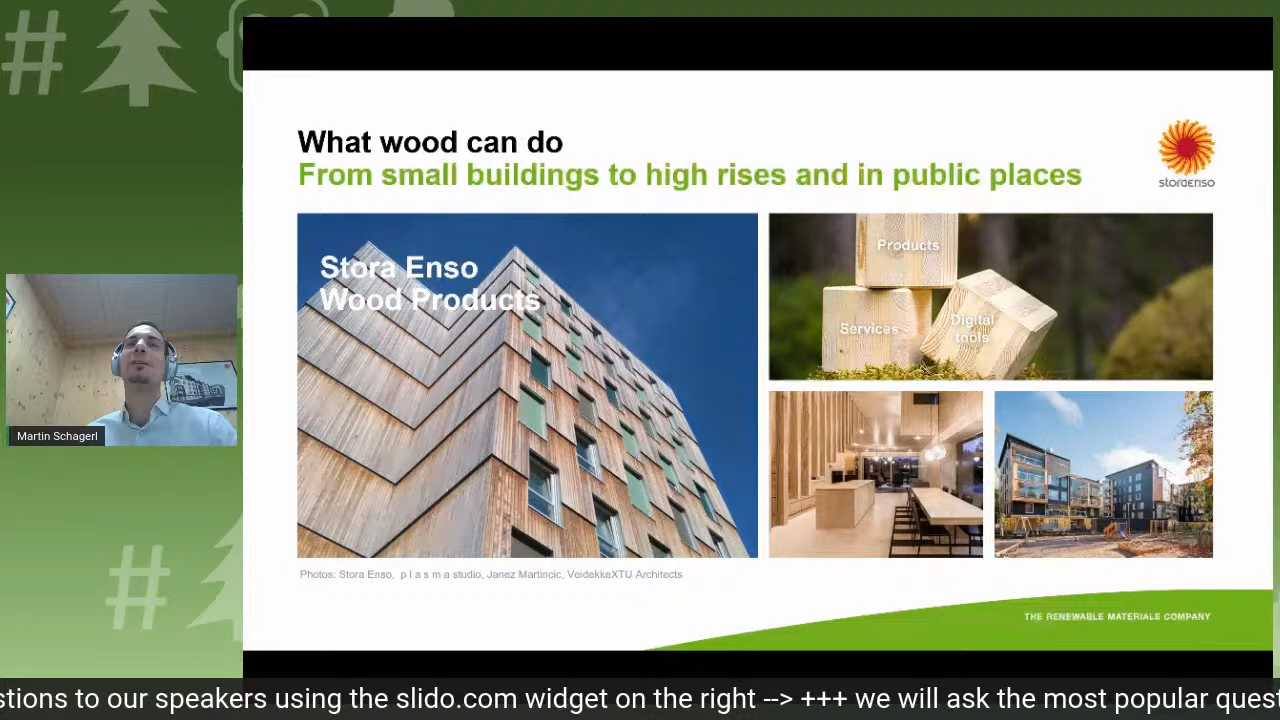 What wood can do
From small buildings to high rises and in public places
storaenso
Stora Enso
Wood Products
Products
Services
Digital
tools
Martin Schagerl
Photos: Stora Enso, p l a s m a studio, Janez Martincic, VeidekkeXTU Architects
THE RENEWABLE MATERIALS COMPANY
stions to our speakers using the slido.com widget on the right --> +++ we will ask the most popular quest